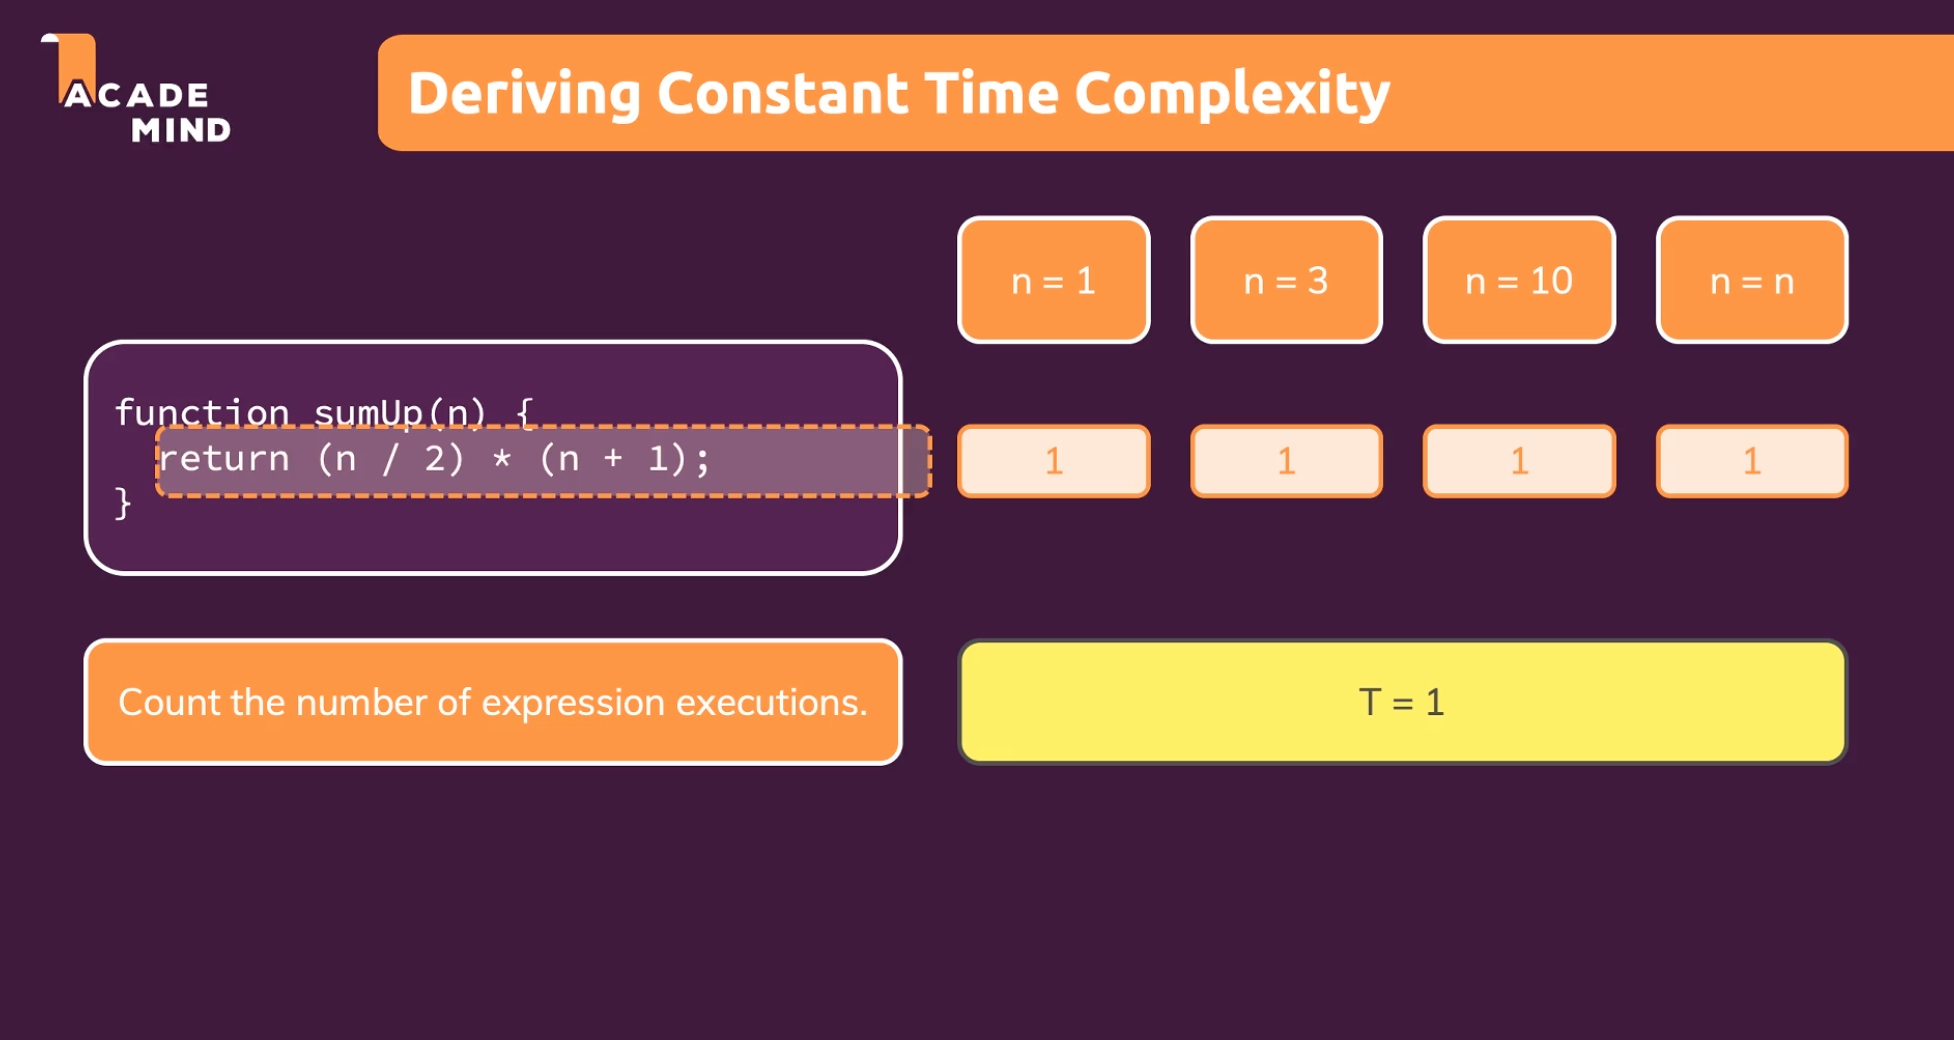 ACADE
MIND
Deriving Constant Time Complexity
n = 1
n = 3
n = 10
n = n
function sumUp(n) {
return (n / 2) * (n + 1);
}
1
1
1
1
Count the number of expression executions.
T = 1